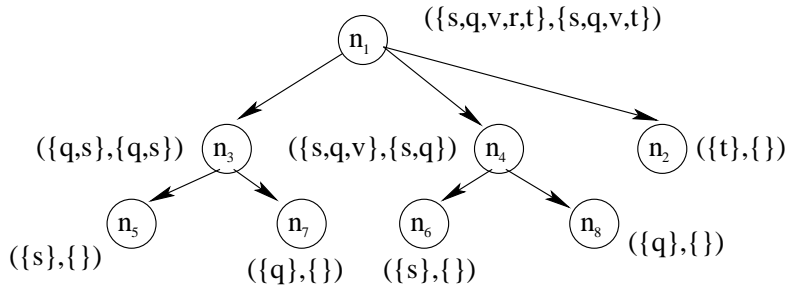 ({s,q,v,r,t},{s,q,v,t})
n₁
({q,s},{q,s}) n₃ ({s,q,v},{s,q}) n₄ n₂ ({t},{})
n₅ n₇ n₆ n₈
({s},{}) ({q},{}) ({s},{}) ({q},{})